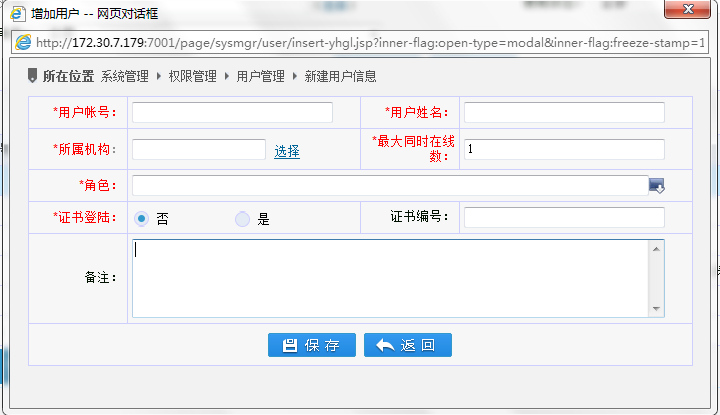 增加用户 -- 网页对话框
http://172.30.7.179:7001/page/sysmgr/user/insert-yhgl.jsp?inner-flag:open-type=modal&inner-flag:freeze-stamp=1
所在位置 系统管理 权限管理 用户管理 新建用户信息
*用户帐号： *用户姓名：
*所属机构： 选择 *最大同时在线数： 1
*角色：
*证书登陆： 否 是 证书编号：
备注：
保存 返回